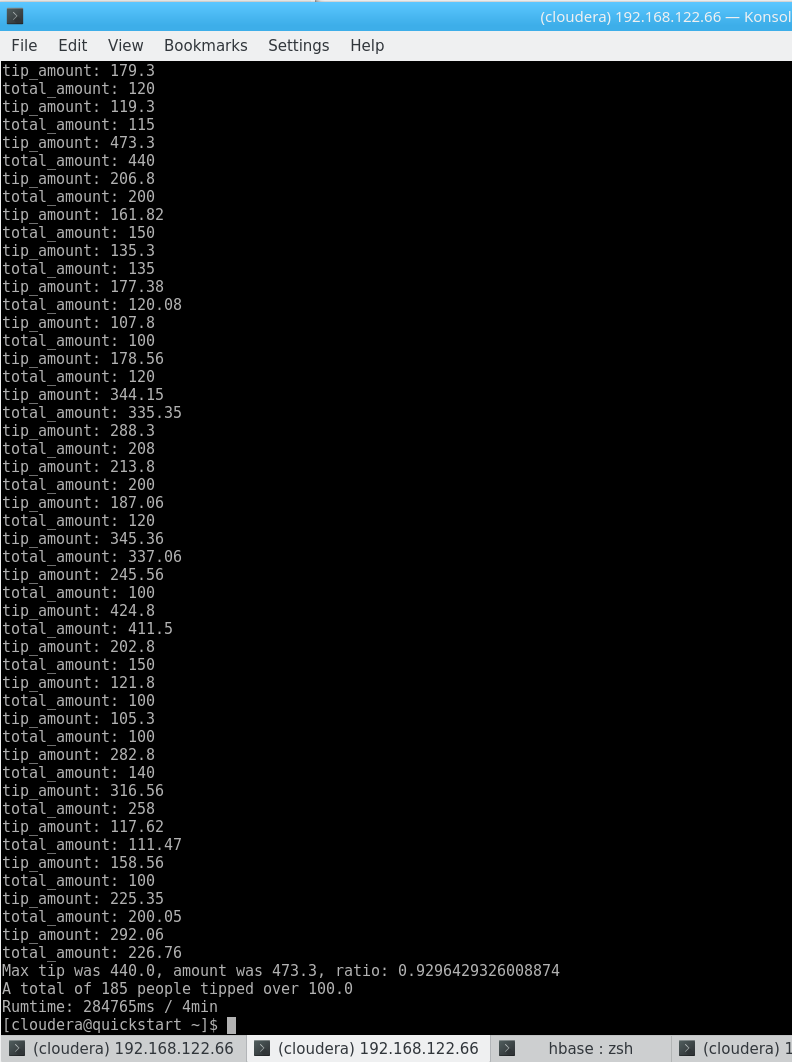 (cloudera) 192.168.122.66 — Konsol
File Edit View Bookmarks Settings Help
tip_amount: 179.3
total_amount: 120
tip_amount: 119.3
total_amount: 115
tip_amount: 473.3
total_amount: 440
tip_amount: 206.8
total_amount: 200
tip_amount: 161.82
total_amount: 150
tip_amount: 135.3
total_amount: 135
tip_amount: 177.38
total_amount: 120.08
tip_amount: 107.8
total_amount: 100
tip_amount: 178.56
total_amount: 120
tip_amount: 344.15
total_amount: 335.35
tip_amount: 288.3
total_amount: 208
tip_amount: 213.8
total_amount: 200
tip_amount: 187.06
total_amount: 120
tip_amount: 345.36
total_amount: 337.06
tip_amount: 245.56
total_amount: 100
tip_amount: 424.8
total_amount: 411.5
tip_amount: 202.8
total_amount: 150
tip_amount: 121.8
total_amount: 100
tip_amount: 105.3
total_amount: 100
tip_amount: 282.8
total_amount: 140
tip_amount: 316.56
total_amount: 258
tip_amount: 117.62
total_amount: 111.47
tip_amount: 158.56
total_amount: 100
tip_amount: 225.35
total_amount: 200.05
tip_amount: 292.06
total_amount: 226.76
Max tip was 440.0, amount was 473.3, ratio: 0.9296429326008874
A total of 185 people tipped over 100.0
Rumtime: 284765ms / 4min
[cloudera@quickstart ~]$
(cloudera) 192.168.122.66 (cloudera) 192.168.122.66 hbase : zsh (cloudera) 1